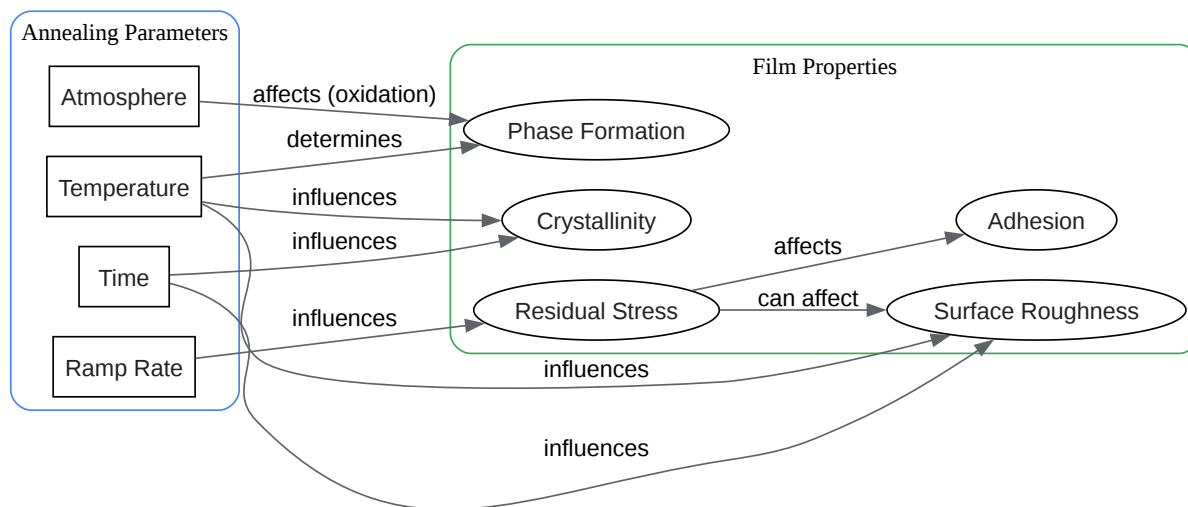 Annealing Parameters
Film Properties
Atmosphere
affects (oxidation)
Phase Formation
determines
Temperature
influences
Crystallinity
Adhesion
influences
affects
Time
Residual Stress
can affect
Surface Roughness
influences
Ramp Rate
influences
influences